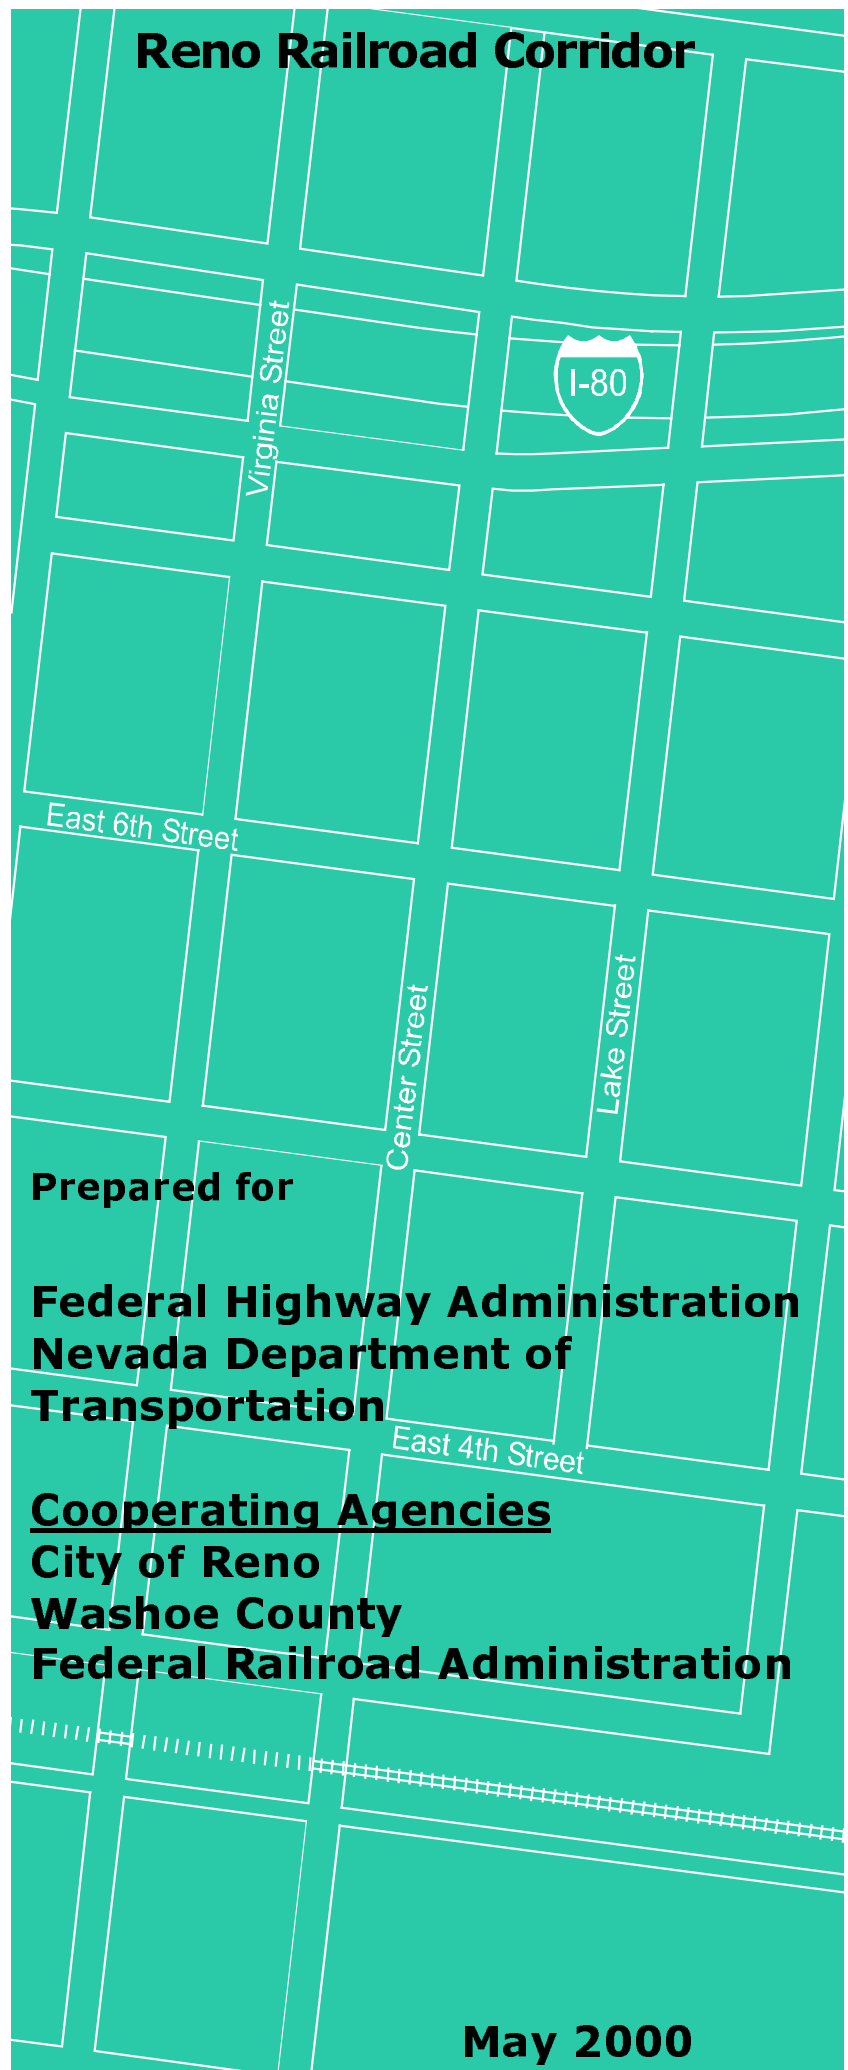 Reno Railroad Corridor
Virginia Street
I-80
East 6th Street
Center Street
Lake Street
Prepared for
Federal Highway Administration
Nevada Department of
Transportation
East 4th Street
Cooperating Agencies
City of Reno
Washoe County
Federal Railroad Administration
May 2000